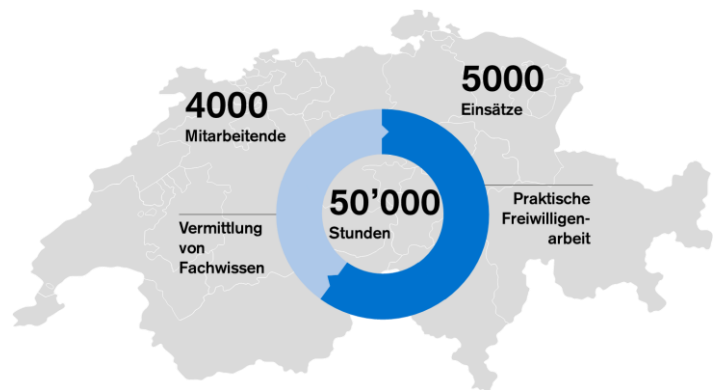 4000
Mitarbeitende
5000
Einsätze
50’000
Stunden
Vermittlung
von
Fachwissen
Praktische
Freiwilligen-
arbeit